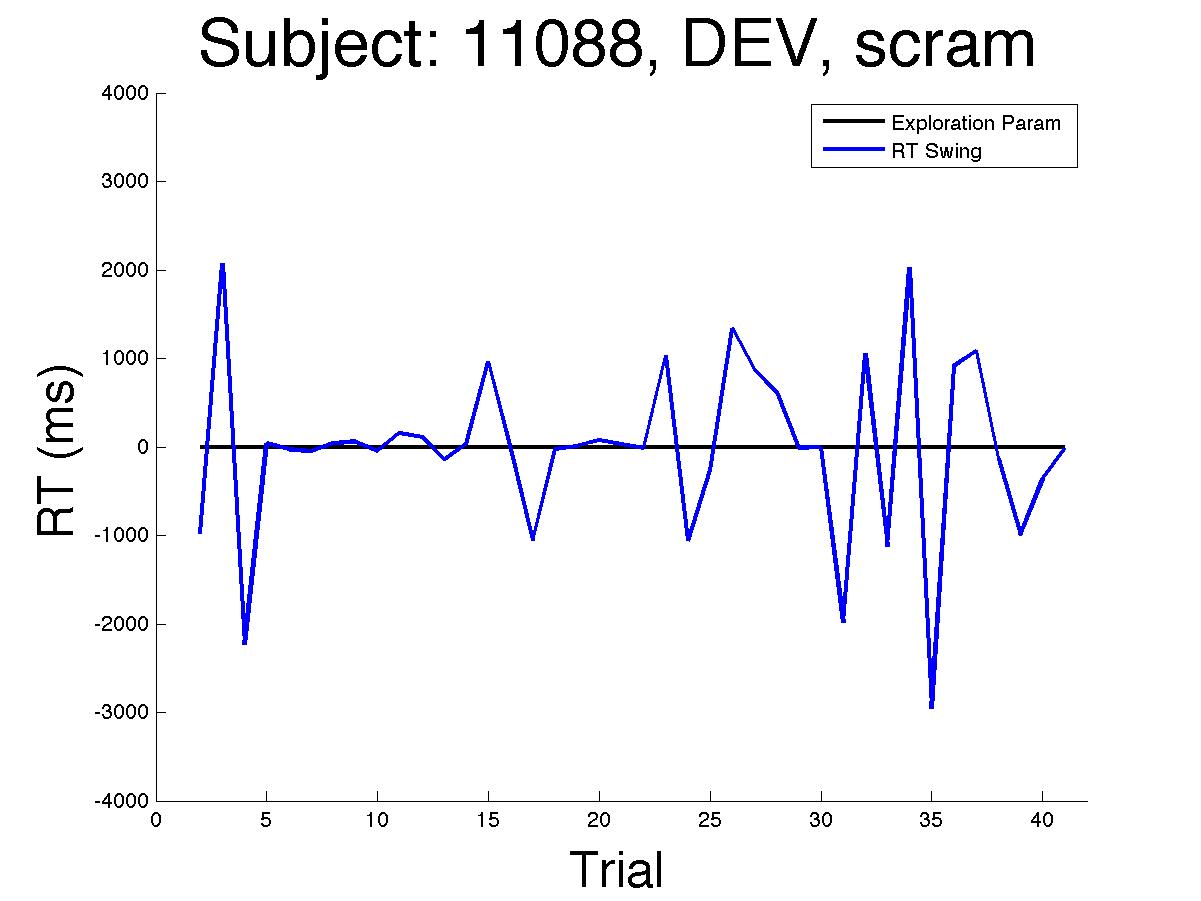 Subject: 11088, DEV, scram
4000
3000
2000
1000
0
-1000
-2000
-3000
-4000
RT (ms)
Exploration Param
RT Swing
0 5 10 15 20 25 30 35 40
Trial